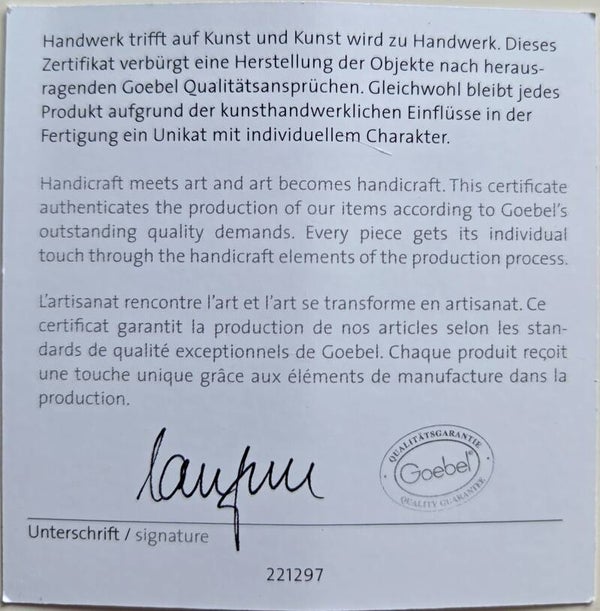 Handwerk trifft auf Kunst und Kunst wird zu Handwerk. Dieses
Zertifikat verbürgt eine Herstellung der Objekte nach heraus-
ragenden Goebel Qualitätsansprüchen. Gleichwohl bleibt jedes
Produkt aufgrund der kunsthandwerklichen Einflüsse in der
Fertigung ein Unikat mit individuellem Charakter.
Handicraft meets art and art becomes handicraft. This certificate
authenticates the production of our items according to Goebel's
outstanding quality demands. Every piece gets its individual
touch through the handicraft elements of the production process.
L'artisanat rencontre l'art et l'art se transforme en artisanat. Ce
certificat garantit la production de nos articles selon les stan-
dards de qualité exceptionnels de Goebel. Chaque produit reçoit
une touche unique grâce aux éléments de manufacture dans la
production.
QUALITÄTSGARANTIE
Goebel®
QUALITY GUARANTEE
Unterschrift / signature
221297